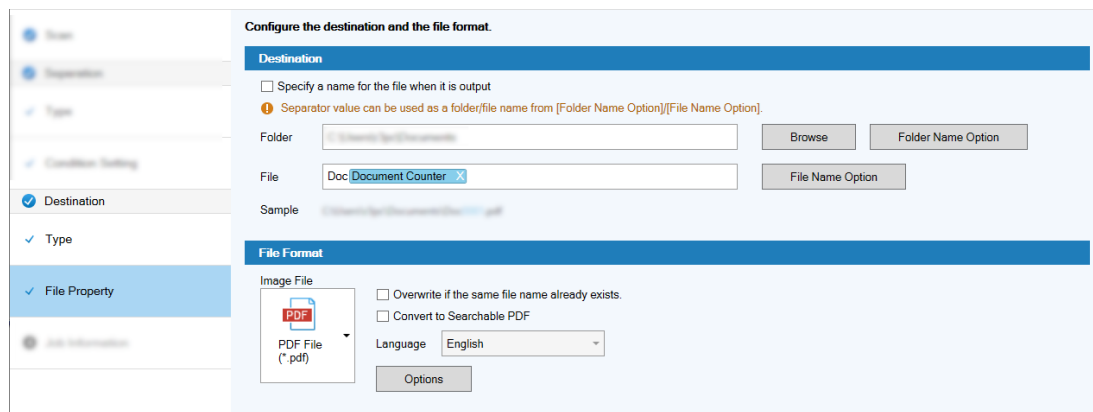 Configure the destination and the file format.
Destination
Specify a name for the file when it is output
Separator value can be used as a folder/file name from [Folder Name Option]/[File Name Option].
Folder
Browse
Folder Name Option
File
Doc Document Counter X
File Name Option
Sample
Destination
Type
File Property
File Format
Image File
PDF
PDF File
(*.pdf)
Overwrite if the same file name already exists.
Convert to Searchable PDF
Language
English
Options